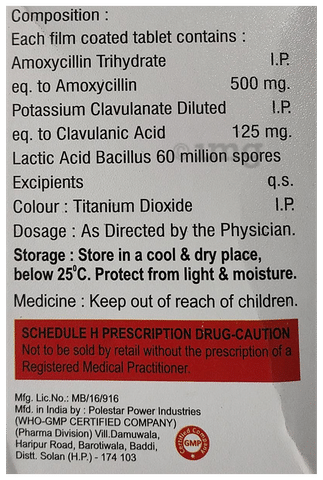 Composition :
Each film coated tablet contains :
Amoxycillin Trihydrate I.P.
eq. to Amoxycillin 500 mg.
Potassium Clavulanate Diluted I.P.
eq. to Clavulanic Acid 125 mg.
Lactic Acid Bacillus 60 million spores
Excipients q.s.
Colour : Titanium Dioxide I.P.
Dosage : As Directed by the Physician.
Storage : Store in a cool & dry place,
below 25⁰C. Protect from light & moisture.
Medicine : Keep out of reach of children.
SCHEDULE H PRESCRIPTION DRUG-CAUTION
Not to be sold by retail without the prescription of a
Registered Medical Practitioner.
Mfg. Lic.No.: MB/16/916
Mfd. in India by : Polestar Power Industries
(WHO-GMP CERTIFIED COMPANY)
(Pharma Division) Vill.Damuwala,
Haripur Road, Barotiwala, Baddi,
Distt. Solan (H.P.) - 174 103
Certified Company
GMP